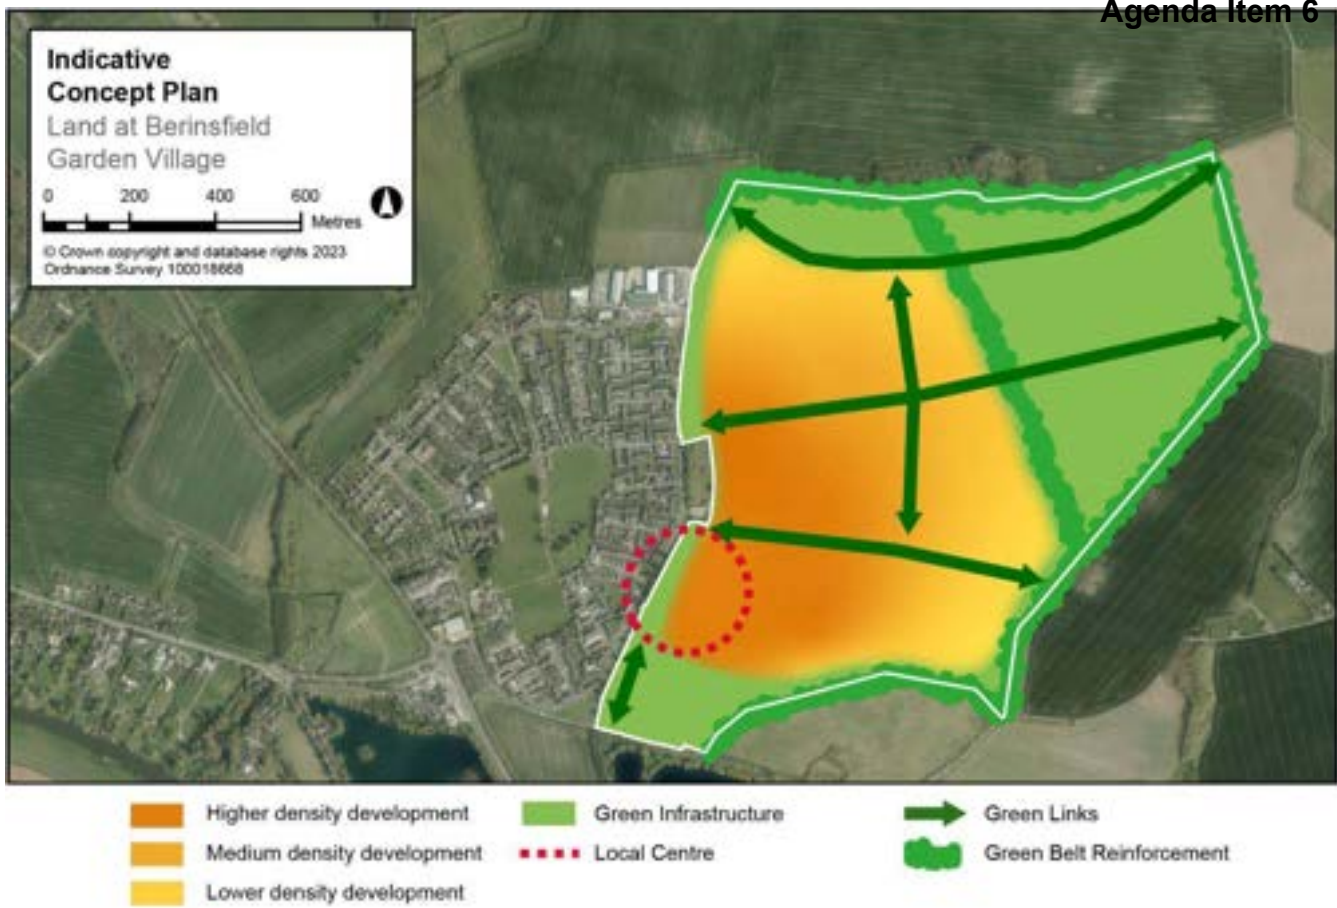 Agenda Item 6
Indicative
Concept Plan
Land at Berinsfield
Garden Village
0 200 400 600
Metres
© Crown copyright and database rights 2023
Ordnance Survey 100018668
Higher density development
Medium density development
Lower density development
Green Infrastructure
Local Centre
Green Links
Green Belt Reinforcement